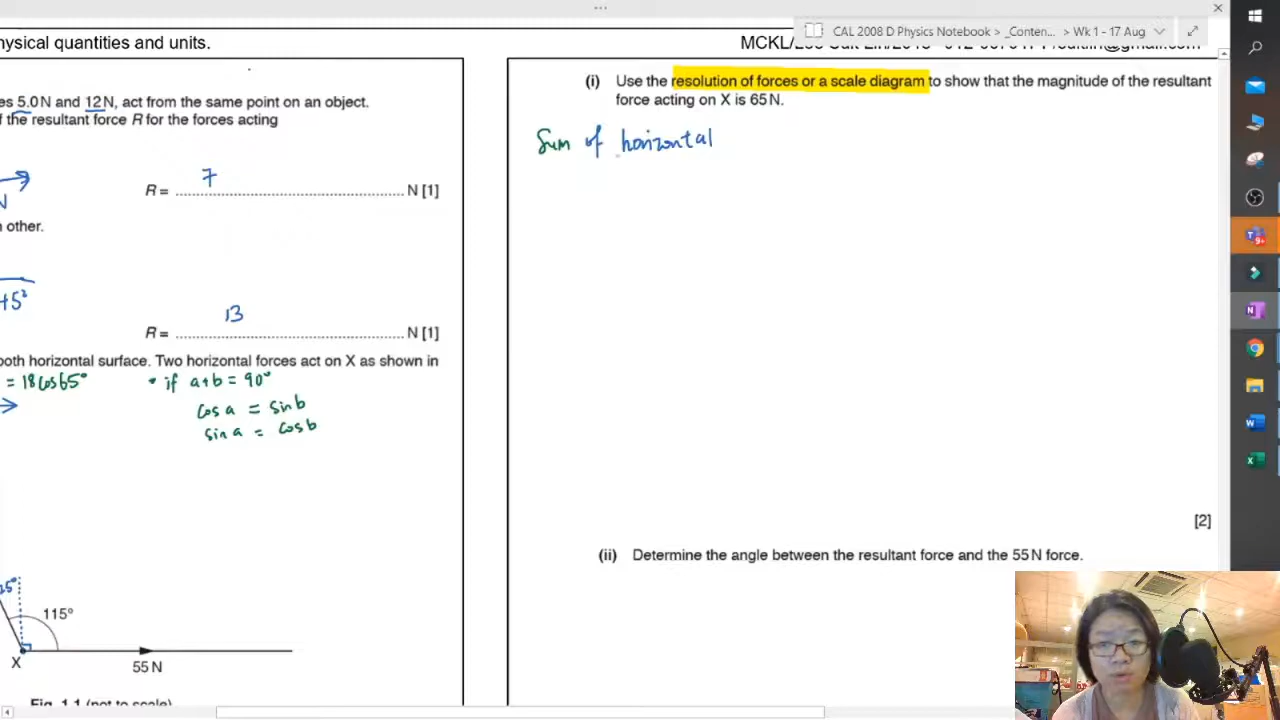 CAL 2008 D Physics Notebook > _Conten... > Wk 1 - 17 Aug
hysical quantities and units.
es 5.0 N and 12 N, act from the same point on an object.
f the resultant force R for the forces acting
7
R = N [1]
N
n other.
+5²
13
R = N [1]
ooth horizontal surface. Two horizontal forces act on X as shown in
= 18 cos 65°
• if a+b = 90°
cos a = sin b
sin a = cos b
115°
X
55 N
Fig. 1.1 (not to scale)
(i) Use the resolution of forces or a scale diagram to show that the magnitude of the resultant
force acting on X is 65 N.
Sum of horizontal
[2]
(ii) Determine the angle between the resultant force and the 55 N force.